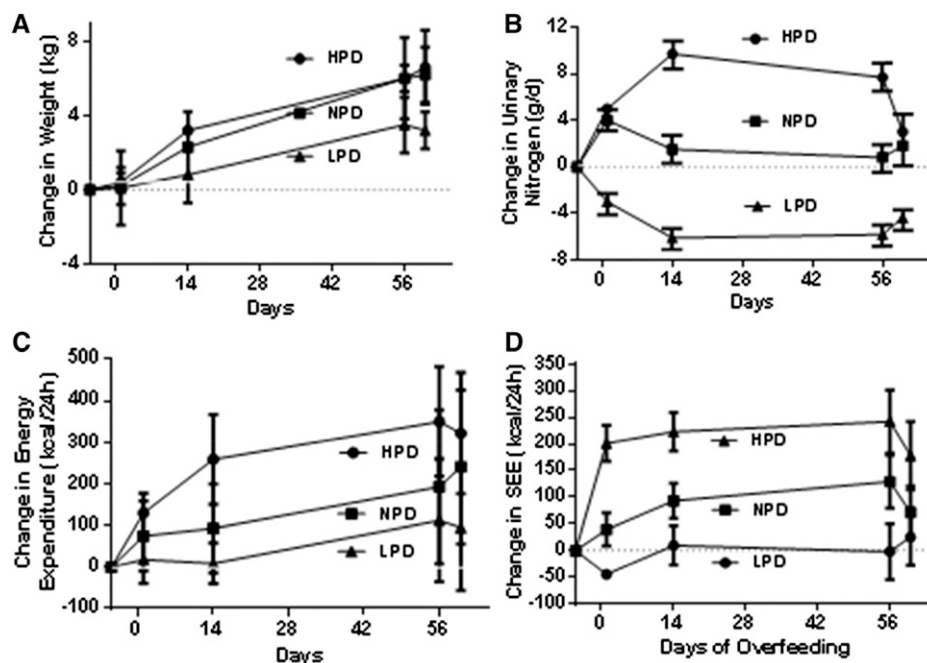 A
Change in Weight (kg)
8
4
0
-4
HPD
NPD
LPD
0 14 28 42 56
Days
B
Change in Urinary
Nitrogen (g/d)
12
8
4
0
-4
-8
HPD
NPD
LPD
0 14 28 42 56
Days
C
Change in Energy
Expenditure (kcal/24h)
500
400
300
200
100
0
-100
HPD
NPD
LPD
0 14 28 42 56
Days
D
Change in SEE (kcal/24h)
350
300
250
200
150
100
50
0
-50
-100
HPD
NPD
LPD
0 14 28 42 56
Days of Overfeeding